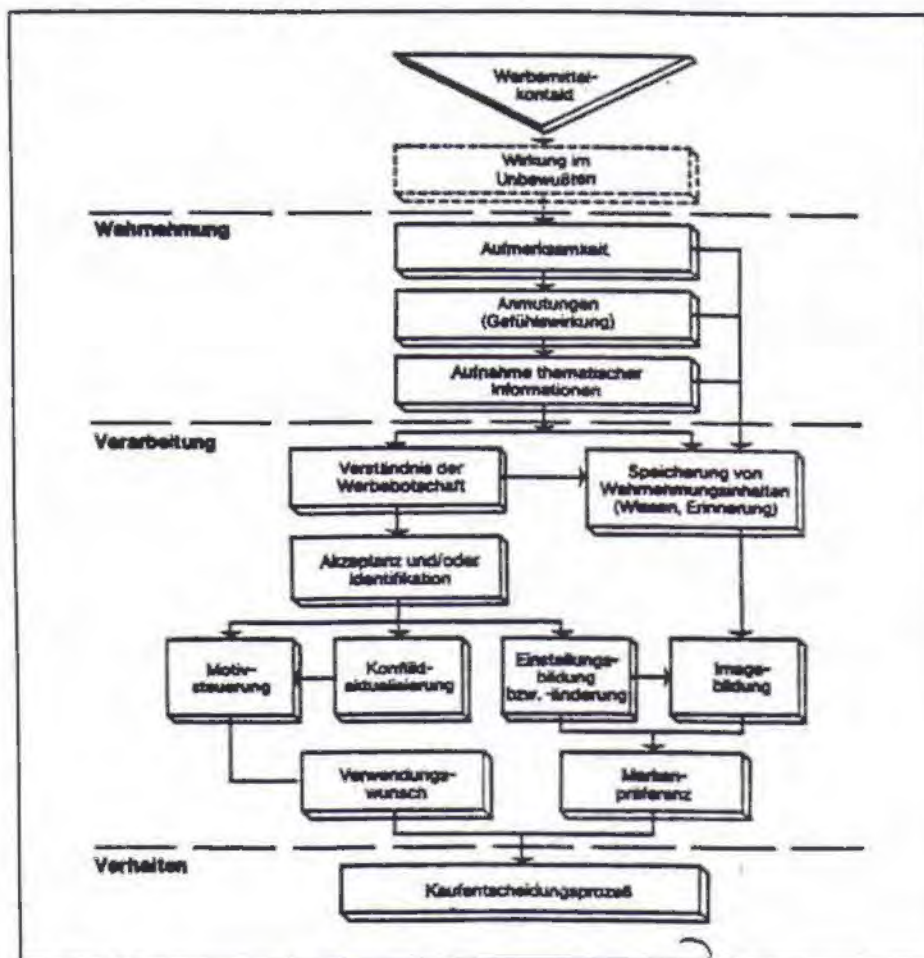 Werbemittel-
kontakt
Wirkung im
Unbewußten
Wahrnehmung
Aufmerksamkeit
Anmutungen
(Gefühlswirkung)
Aufnahme thematischer
Informationen
Verarbeitung
Verständnis der
Werbebotschaft
Speicherung von
Wahrnehmungsinhalten
(Wissen, Erinnerung)
Akzeptanz und/oder
Identifikation
Motiv-
steuerung
Konflikt-
aktualisierung
Einstellungs-
bildung
bzw. -änderung
Image-
bildung
Verwendungs-
wunsch
Marken-
präferenz
Verhalten
Kaufentscheidungsprozeß